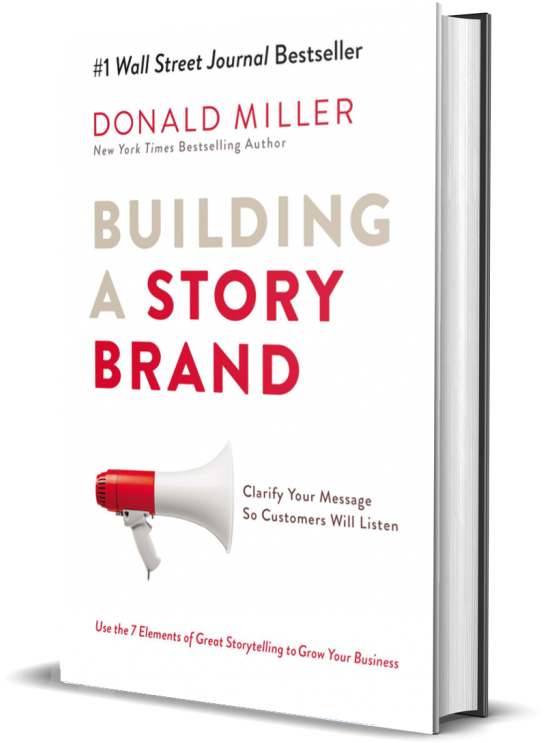 #1 Wall Street Journal Bestseller
DONALD MILLER
New York Times Bestselling Author
BUILDING
A STORY
BRAND
Clarify Your Message
So Customers Will Listen
Use the 7 Elements of Great Storytelling to Grow Your Business